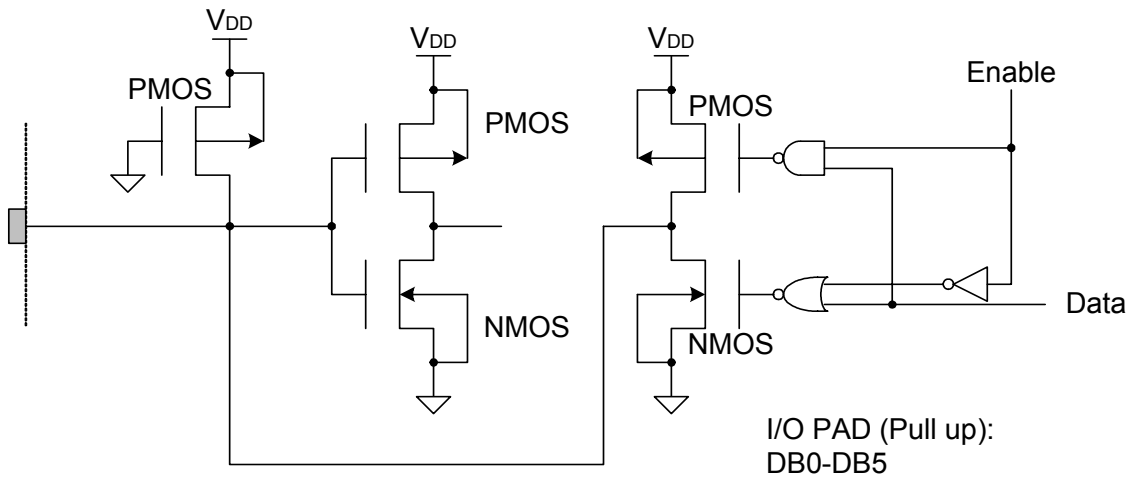 VDD
VDD
VDD
Enable
PMOS
PMOS
PMOS
Data
NMOS
NMOS
I/O PAD (Pull up):
DB0-DB5